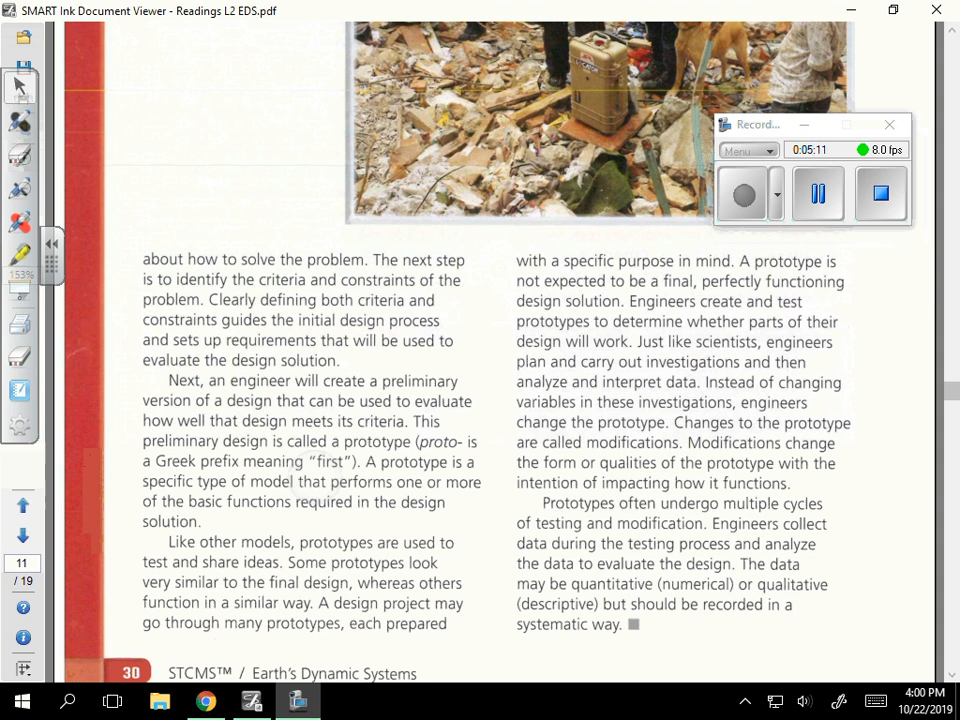 SMART Ink Document Viewer - Readings L2 EDS.pdf
Record...
Menu
0:05:11
8.0 fps
153%
about how to solve the problem. The next step
is to identify the criteria and constraints of the
problem. Clearly defining both criteria and
constraints guides the initial design process
and sets up requirements that will be used to
evaluate the design solution.
Next, an engineer will create a preliminary
version of a design that can be used to evaluate
how well that design meets its criteria. This
preliminary design is called a prototype (proto- is
a Greek prefix meaning “first”). A prototype is a
specific type of model that performs one or more
of the basic functions required in the design
solution.
Like other models, prototypes are used to
test and share ideas. Some prototypes look
very similar to the final design, whereas others
function in a similar way. A design project may
go through many prototypes, each prepared
with a specific purpose in mind. A prototype is
not expected to be a final, perfectly functioning
design solution. Engineers create and test
prototypes to determine whether parts of their
design will work. Just like scientists, engineers
plan and carry out investigations and then
analyze and interpret data. Instead of changing
variables in these investigations, engineers
change the prototype. Changes to the prototype
are called modifications. Modifications change
the form or qualities of the prototype with the
intention of impacting how it functions.
Prototypes often undergo multiple cycles
of testing and modification. Engineers collect
data during the testing process and analyze
the data to evaluate the design. The data
may be quantitative (numerical) or qualitative
(descriptive) but should be recorded in a
systematic way.
11
/ 19
30 STCMS™ / Earth's Dynamic Systems
4:00 PM
10/22/2019